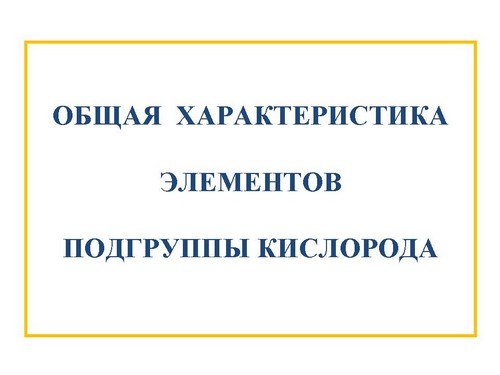 ОБЩАЯ ХАРАКТЕРИСТИКА
ЭЛЕМЕНТОВ
ПОДГРУППЫ КИСЛОРОДА